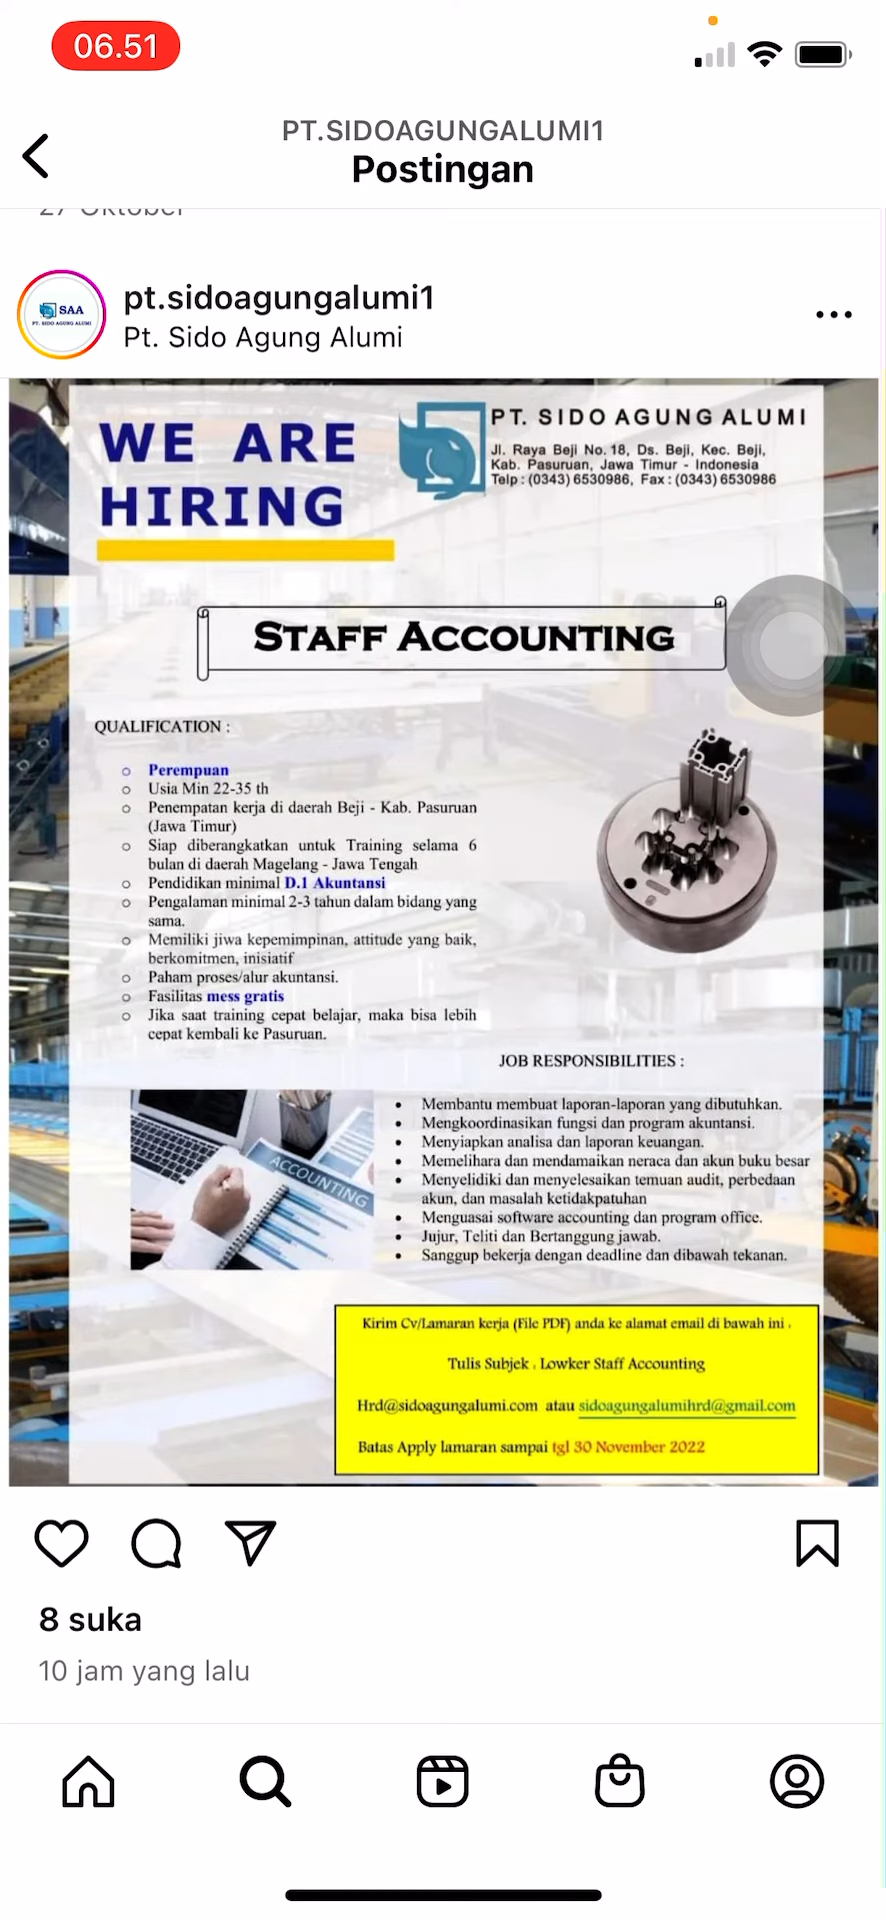 06.51
PT.SIDOAGUNGALUMI1
Postingan
27 Oktober
SAA
PT. SIDO AGUNG ALUMI
pt.sidoagungalumi1
Pt. Sido Agung Alumi
WE ARE
HIRING
PT. SIDO AGUNG ALUMI
Jl. Raya Beji No. 18, Ds. Beji, Kec. Beji,
Kab. Pasuruan, Jawa Timur - Indonesia
Telp : (0343) 6530986, Fax : (0343) 6530986
STAFF ACCOUNTING
QUALIFICATION :
Perempuan
Usia Min 22-35 th
Penempatan kerja di daerah Beji - Kab. Pasuruan
(Jawa Timur)
Siap diberangkatkan untuk Training selama 6
bulan di daerah Magelang - Jawa Tengah
Pendidikan minimal D.1 Akuntansi
Pengalaman minimal 2-3 tahun dalam bidang yang
sama.
Memiliki jiwa kepemimpinan, attitude yang baik,
berkomitmen, inisiatif
Paham proses/alur akuntansi.
Fasilitas mess gratis
Jika saat training cepat belajar, maka bisa lebih
cepat kembali ke Pasuruan.
JOB RESPONSIBILITIES :
ACCOUNTING
Membantu membuat laporan-laporan yang dibutuhkan.
Mengkoordinasikan fungsi dan program akuntansi.
Menyiapkan analisa dan laporan keuangan.
Memelihara dan mendamaikan neraca dan akun buku besar
Menyelidiki dan menyelesaikan temuan audit, perbedaan
akun, dan masalah ketidakpatuhan
Menguasai software accounting dan program office.
Jujur, Teliti dan Bertanggung jawab.
Sanggup bekerja dengan deadline dan dibawah tekanan.
Kirim Cv/Lamaran kerja (File PDF) anda ke alamat email di bawah ini :
Tulis Subjek : Lowker Staff Accounting
Hrd@sidoagungalumi.com atau sidoagungalumihrd@gmail.com
Batas Apply lamaran sampai tgl 30 November 2022
8 suka
10 jam yang lalu